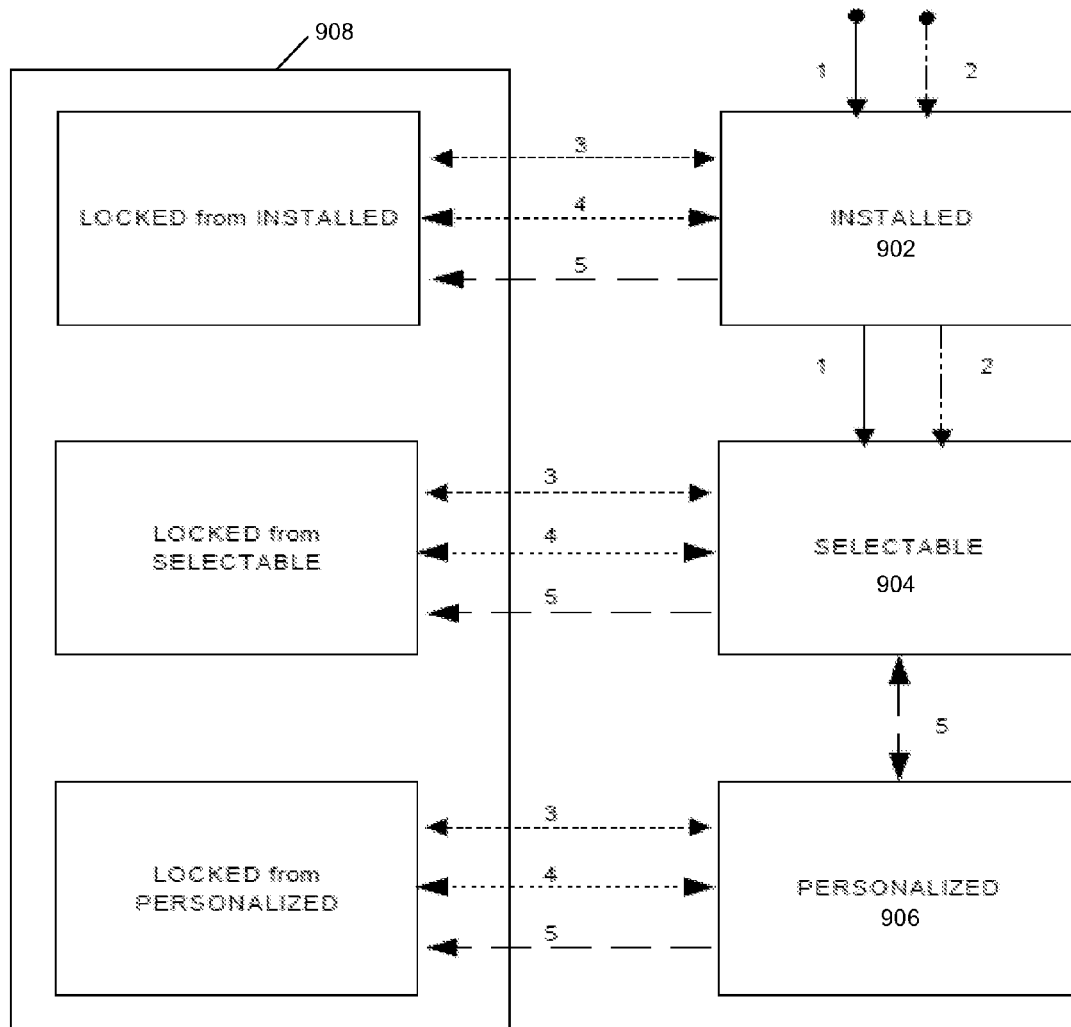 908
1
2
LOCKED from INSTALLED
3
4
5
INSTALLED
902
1
2
LOCKED from
SELECTABLE
3
4
5
SELECTABLE
904
5
LOCKED from
PERSONALIZED
3
4
5
PERSONALIZED
906